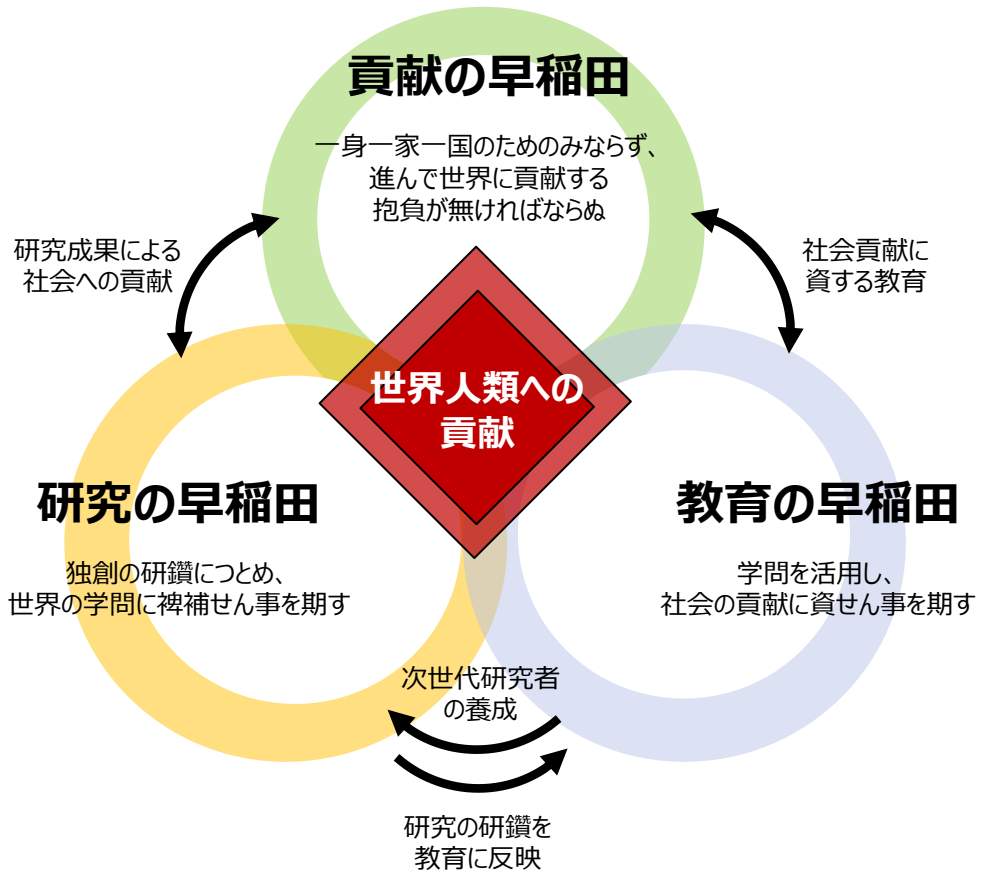 貢献の早稲田
一身一家一国のためのみならず、
進んで世界に貢献する
抱負が無ければならぬ
研究成果による
社会への貢献
社会貢献に
資する教育
世界人類への
貢献
研究の早稲田
独創の研鑽につとめ、
世界の学問に裨補せん事を期す
教育の早稲田
学問を活用し、
社会の貢献に資せん事を期す
次世代研究者
の養成
研究の研鑽を
教育に反映